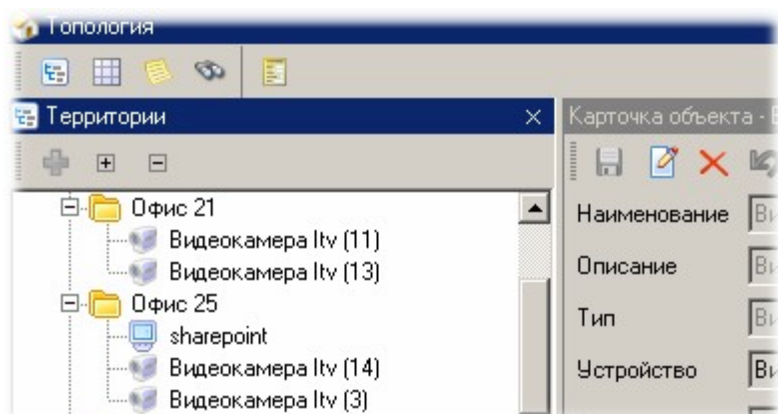 Топология
Территории
Офис 21
Видеокамера Itv (11)
Видеокамера Itv (13)
Офис 25
sharepoint
Видеокамера Itv (14)
Видеокамера Itv (3)
Карточка объекта -
Наименование
Описание
Тип
Устройство